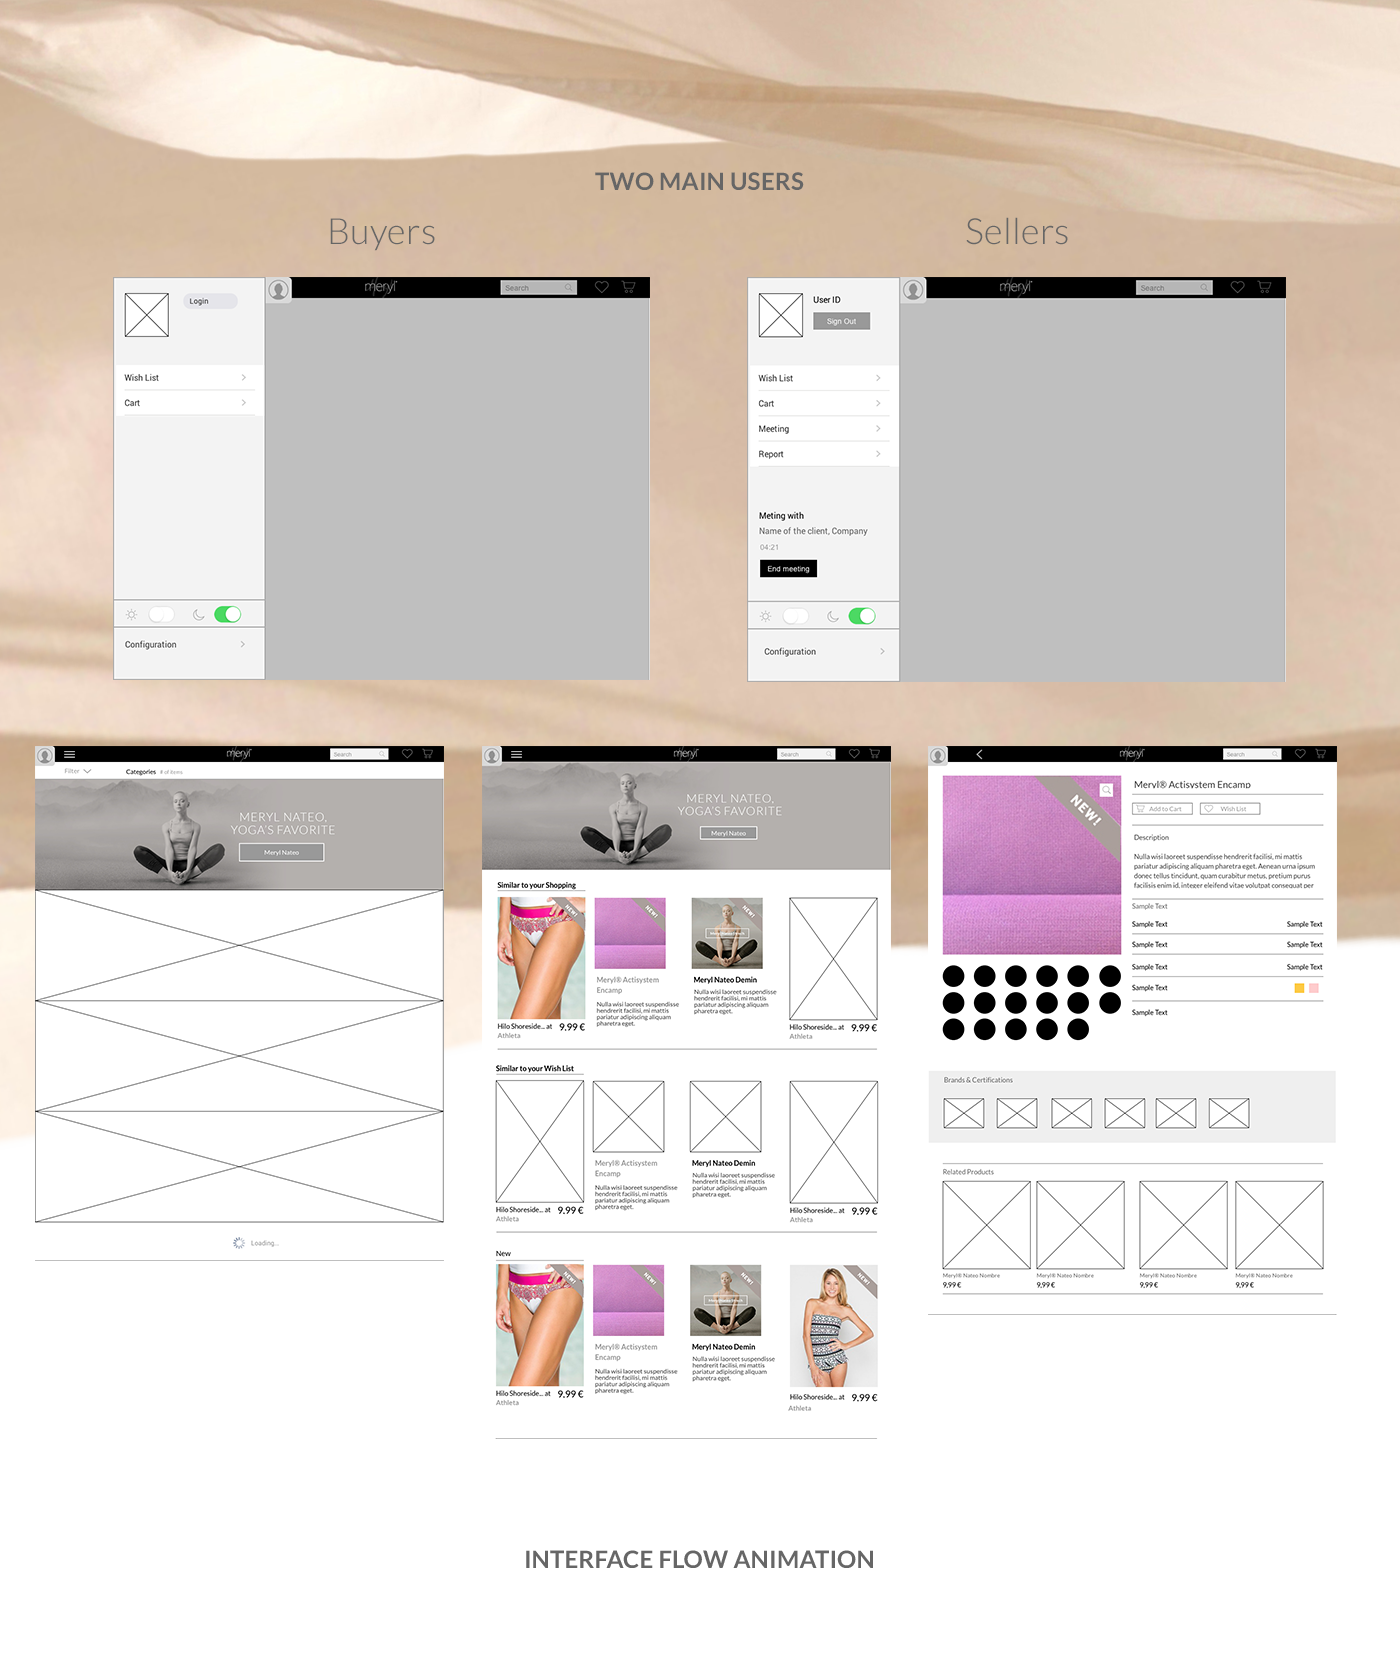 TWO MAIN USERS
Buyers
Sellers
Login
meryl
Search
Wish List
Cart
Configuration
User ID
Sign Out
meryl
Search
Wish List
Cart
Meeting
Report
Meting with
Name of the client, Company
04:21
End meeting
Configuration
meryl
Search
Filter
Categories # of items
MERYL NATEO,
YOGA'S FAVORITE
Meryl Nateo
Loading...
meryl
Search
MERYL NATEO,
YOGA'S FAVORITE
Meryl Nateo
Similar to your Shopping
NEW!
NEW!
NEW!
Hilo Shoreside... at 9.99 €
Athleta
Meryl® Actisystem
Encamp
Nulla wisi laoreet suspendisse
hendrerit facilisi, mi mattis
pariatur adipiscing aliquam
pharetra eget.
Meryl Nateo Demin
Nulla wisi laoreet suspendisse
hendrerit facilisi, mi mattis
pariatur adipiscing aliquam
pharetra eget.
Hilo Shoreside... at 9.99 €
Athleta
Similar to your Wish List
Hilo Shoreside... at 9.99 €
Athleta
Meryl® Actisystem
Encamp
Nulla wisi laoreet suspendisse
hendrerit facilisi, mi mattis
pariatur adipiscing aliquam
pharetra eget.
Meryl Nateo Demin
Nulla wisi laoreet suspendisse
hendrerit facilisi, mi mattis
pariatur adipiscing aliquam
pharetra eget.
Hilo Shoreside... at 9.99 €
Athleta
New
NEW!
NEW!
NEW!
NEW!
Hilo Shoreside... at 9.99 €
Athleta
Meryl® Actisystem
Encamp
Nulla wisi laoreet suspendisse
hendrerit facilisi, mi mattis
pariatur adipiscing aliquam
pharetra eget.
Meryl Nateo Demin
Nulla wisi laoreet suspendisse
hendrerit facilisi, mi mattis
pariatur adipiscing aliquam
pharetra eget.
Hilo Shoreside... at 9.99 €
Athleta
meryl
Search
NEW!
Meryl® Actisystem Encamp
Add to Cart
Wish List
Description
Nulla wisi laoreet suspendisse hendrerit facilisi, mi mattis
pariatur adipiscing aliquam pharetra eget. Aenean urna ipsum
donec tellus tincidunt, quam curabitur metus, pretium purus
facilisis enim id, integer eleifend vitae volutpat consequat per
Sample Text
Sample Text Sample Text
Sample Text Sample Text
Sample Text Sample Text
Sample Text
Sample Text
Brands & Certifications
Related Products
Meryl® Nateo Nombre
9,99 €
Meryl® Nateo Nombre
9,99 €
Meryl® Nateo Nombre
9,99 €
Meryl® Nateo Nombre
9,99 €
INTERFACE FLOW ANIMATION